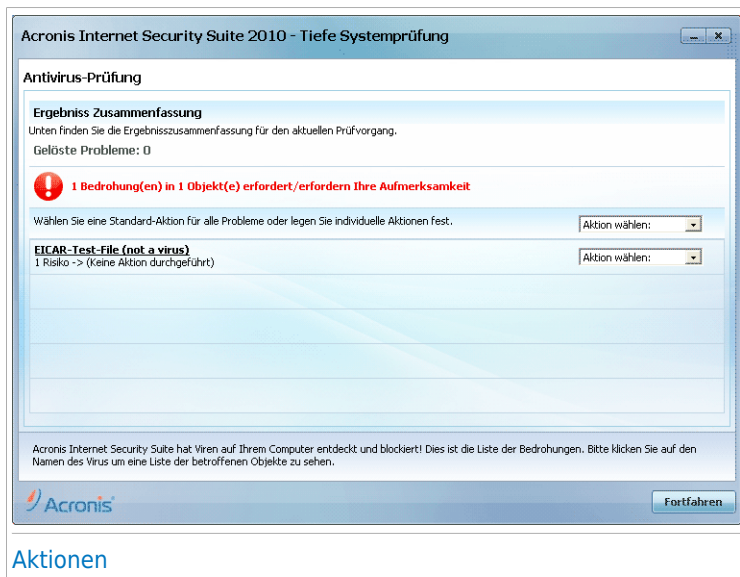 Acronis Internet Security Suite 2010 - Tiefe Systemprüfung
Antivirus-Prüfung
Ergebniss Zusammenfassung
Unten finden Sie die Ergebnisszusammenfassung für den aktuellen Prüfvorgang.
Gelöste Probleme: 0
1 Bedrohung(en) in 1 Objekt(e) erfordert/erfordern Ihre Aufmerksamkeit
Wählen Sie eine Standard-Aktion für alle Probleme oder legen Sie individuelle Aktionen fest.
Aktion wählen:
EICAR-Test-File (not a virus)
1 Risiko -> (Keine Aktion durchgeführt)
Aktion wählen:
Acronis Internet Security Suite hat Viren auf Ihrem Computer entdeckt und blockiert! Dies ist die Liste der Bedrohungen. Bitte klicken Sie auf den
Namen des Virus um eine Liste der betroffenen Objekte zu sehen.
Acronis
Fortfahren
Aktionen